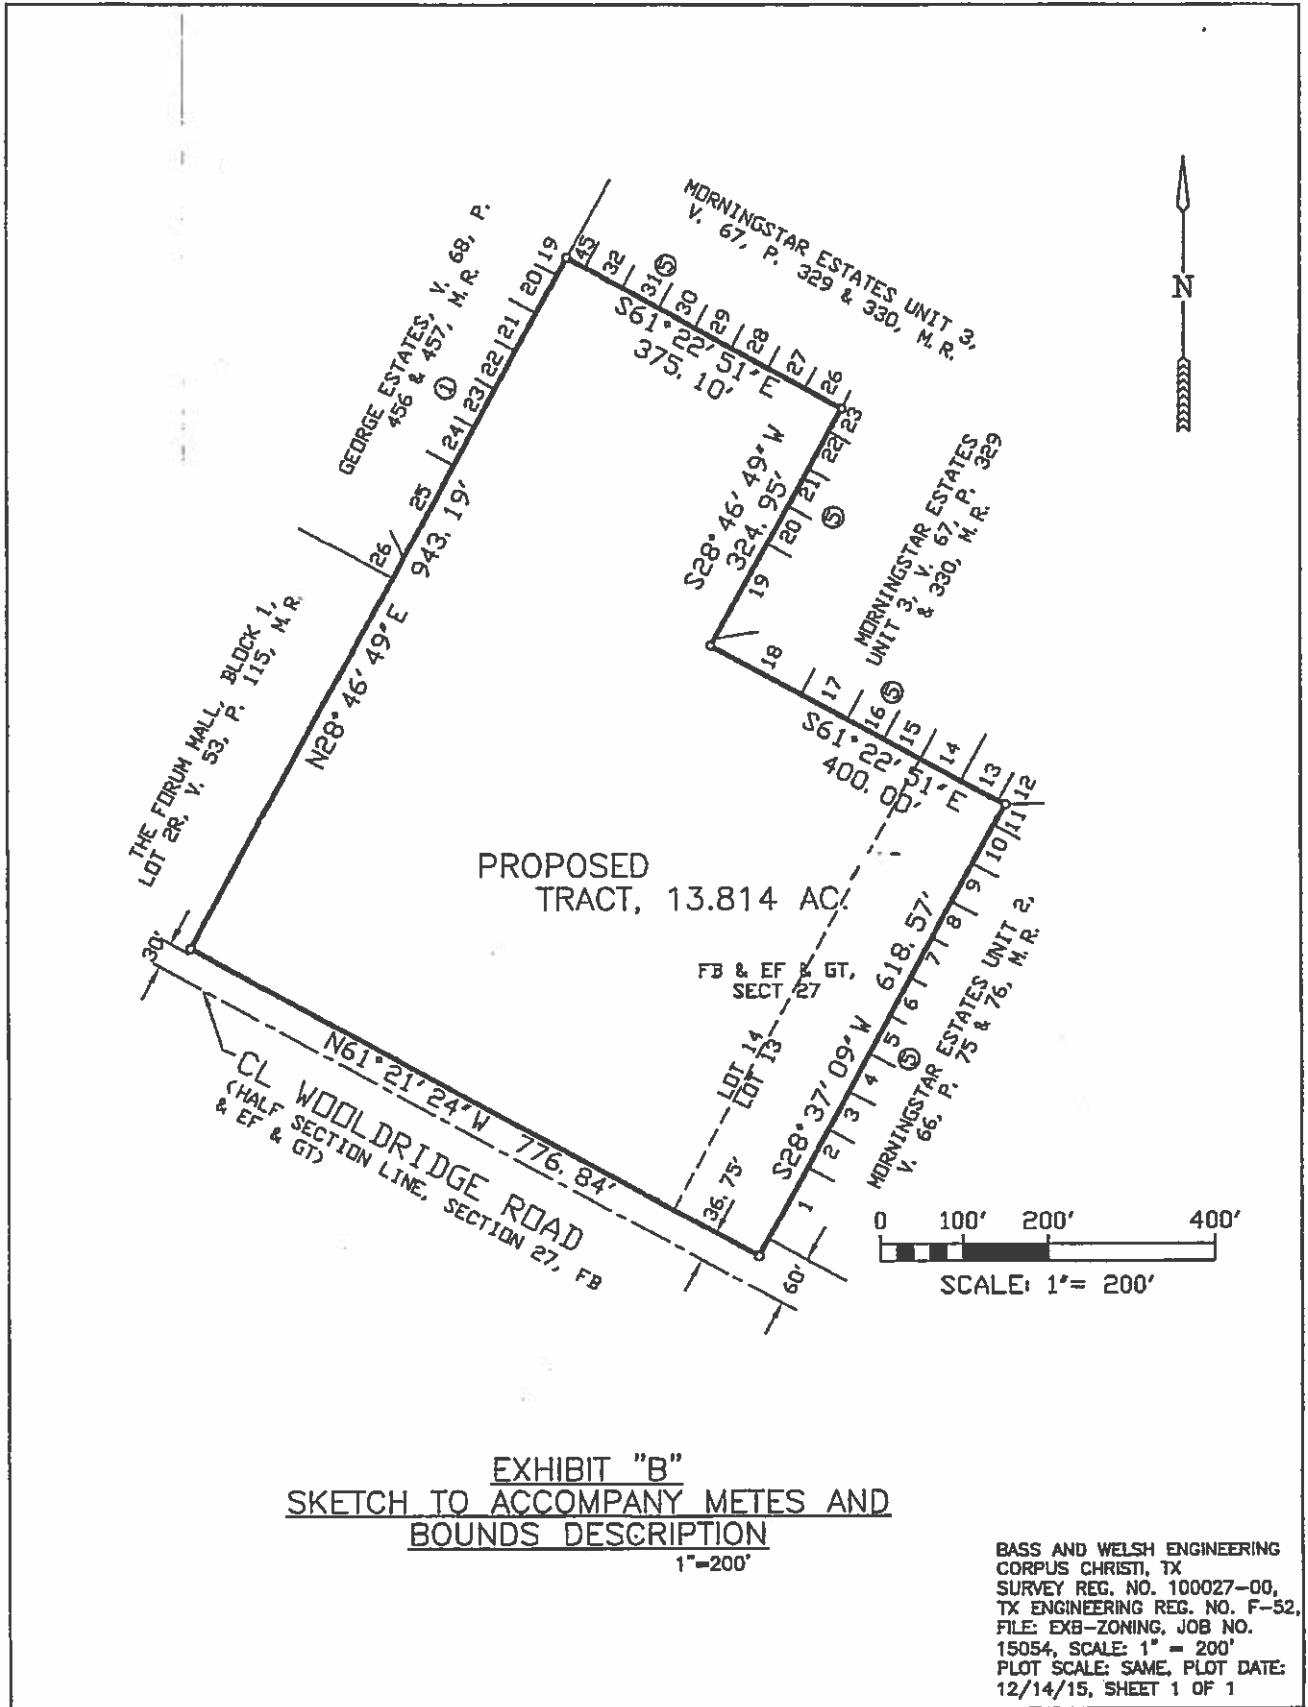 MORNINGSTAR ESTATES UNIT 3,
V. 67, P. 329 & 330, M.R.
GEORGE ESTATES, V. 68, P.
456 & 457, M.R.
1
N
19
20
21
22
23
24
25
26
45
32
31
5
30
29
28
27
26
S61°22'51"E
375.10'
23
22
21
20
19
5
S28°46'49"W
324.95'
MORNINGSTAR ESTATES
UNIT 3, V. 67, P. 329
& 330, M.R.
18
17
16
5
15
14
13
12
S61°22'51"E
400.00'
N28°46'49"E 943.19'
THE FORUM MALL, BLOCK 1,
LOT 2R, V. 53, P. 115, M.R.
PROPOSED
TRACT, 13.814 AC.
FB & EF & GT,
SECT 27
LOT 14
LOT 13
11
10
9
8
7
6
5
5
4
3
2
1
S28°37'09"W 618.57'
MORNINGSTAR ESTATES UNIT 2,
V. 66, P. 75 & 76, M.R.
30'
N61°21'24"W 776.84'
CL WOOLDRIDGE ROAD
(HALF SECTION LINE, SECTION 27, FB
& EF & GT)
36.75'
60'
0 100' 200' 400'
SCALE: 1"= 200'
EXHIBIT "B"
SKETCH TO ACCOMPANY METES AND
BOUNDS DESCRIPTION
1"=200'
BASS AND WELSH ENGINEERING
CORPUS CHRISTI, TX
SURVEY REG. NO. 100027-00,
TX ENGINEERING REG. NO. F-52,
FILE: EXB-ZONING, JOB NO.
15054, SCALE: 1" = 200'
PLOT SCALE: SAME, PLOT DATE:
12/14/15, SHEET 1 OF 1